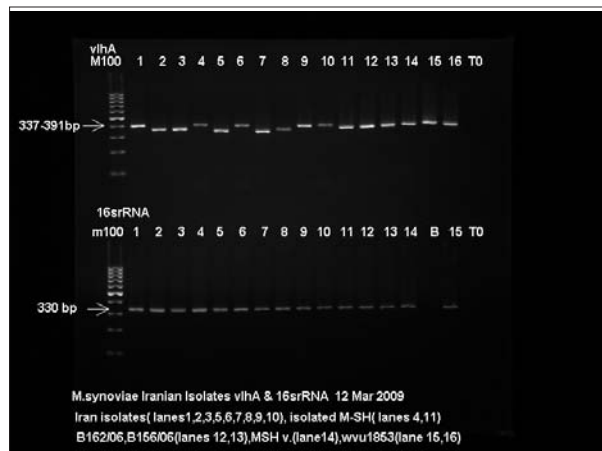 vlhA
M100 1 2 3 4 5 6 7 8 9 10 11 12 13 14 15 16 T0
337-391bp
16srRNA
m100 1 2 3 4 5 6 7 8 9 10 11 12 13 14 B 15 T0
330 bp
M.synoviae Iranian Isolates vlhA & 16srRNA 12 Mar 2009
Iran isolates( lanes1,2,3,5,6,7,8,9,10), isolated M-SH( lanes 4,11)
B162/06,B156/06(lanes 12,13),MSH v.(lane14),wvu1853(lane 15,16)